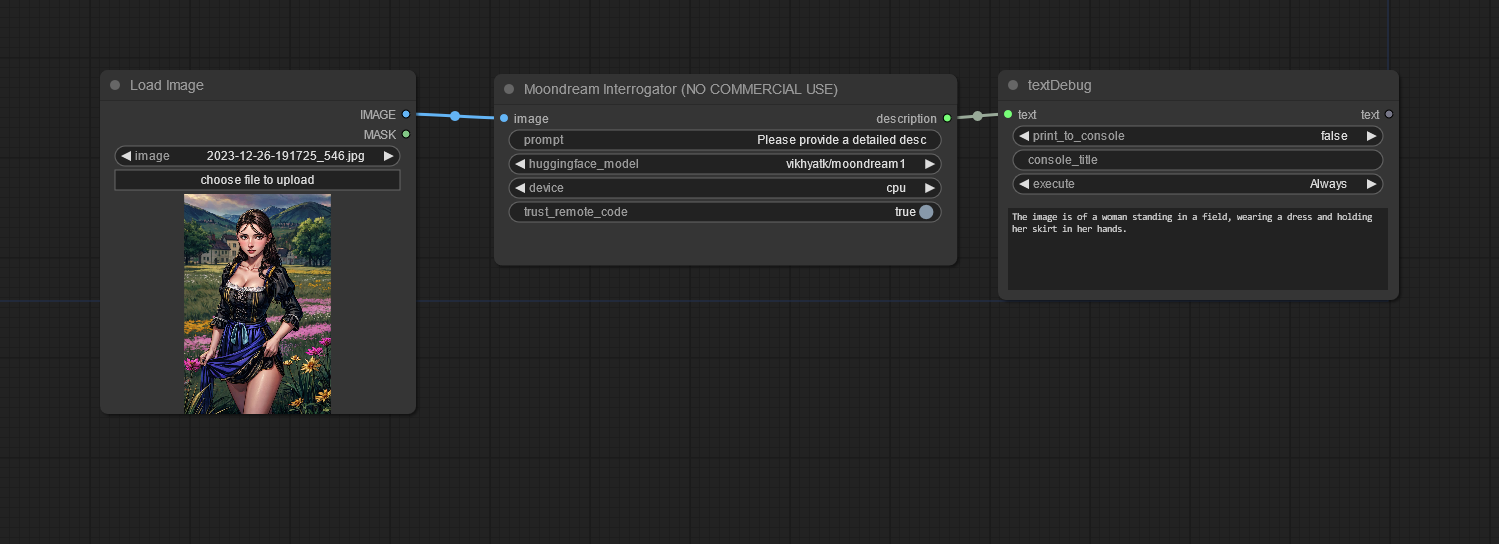 Load Image
IMAGE
MASK
image 2023-12-26-191725_546.jpg
choose file to upload
Moondream Interrogator (NO COMMERCIAL USE)
image description
prompt Please provide a detailed desc
huggingface_model vikhyatk/moondream1
device cpu
trust_remote_code true
textDebug
text text
print_to_console false
console_title
execute Always
The image is of a woman standing in a field, wearing a dress and holding
her skirt in her hands.